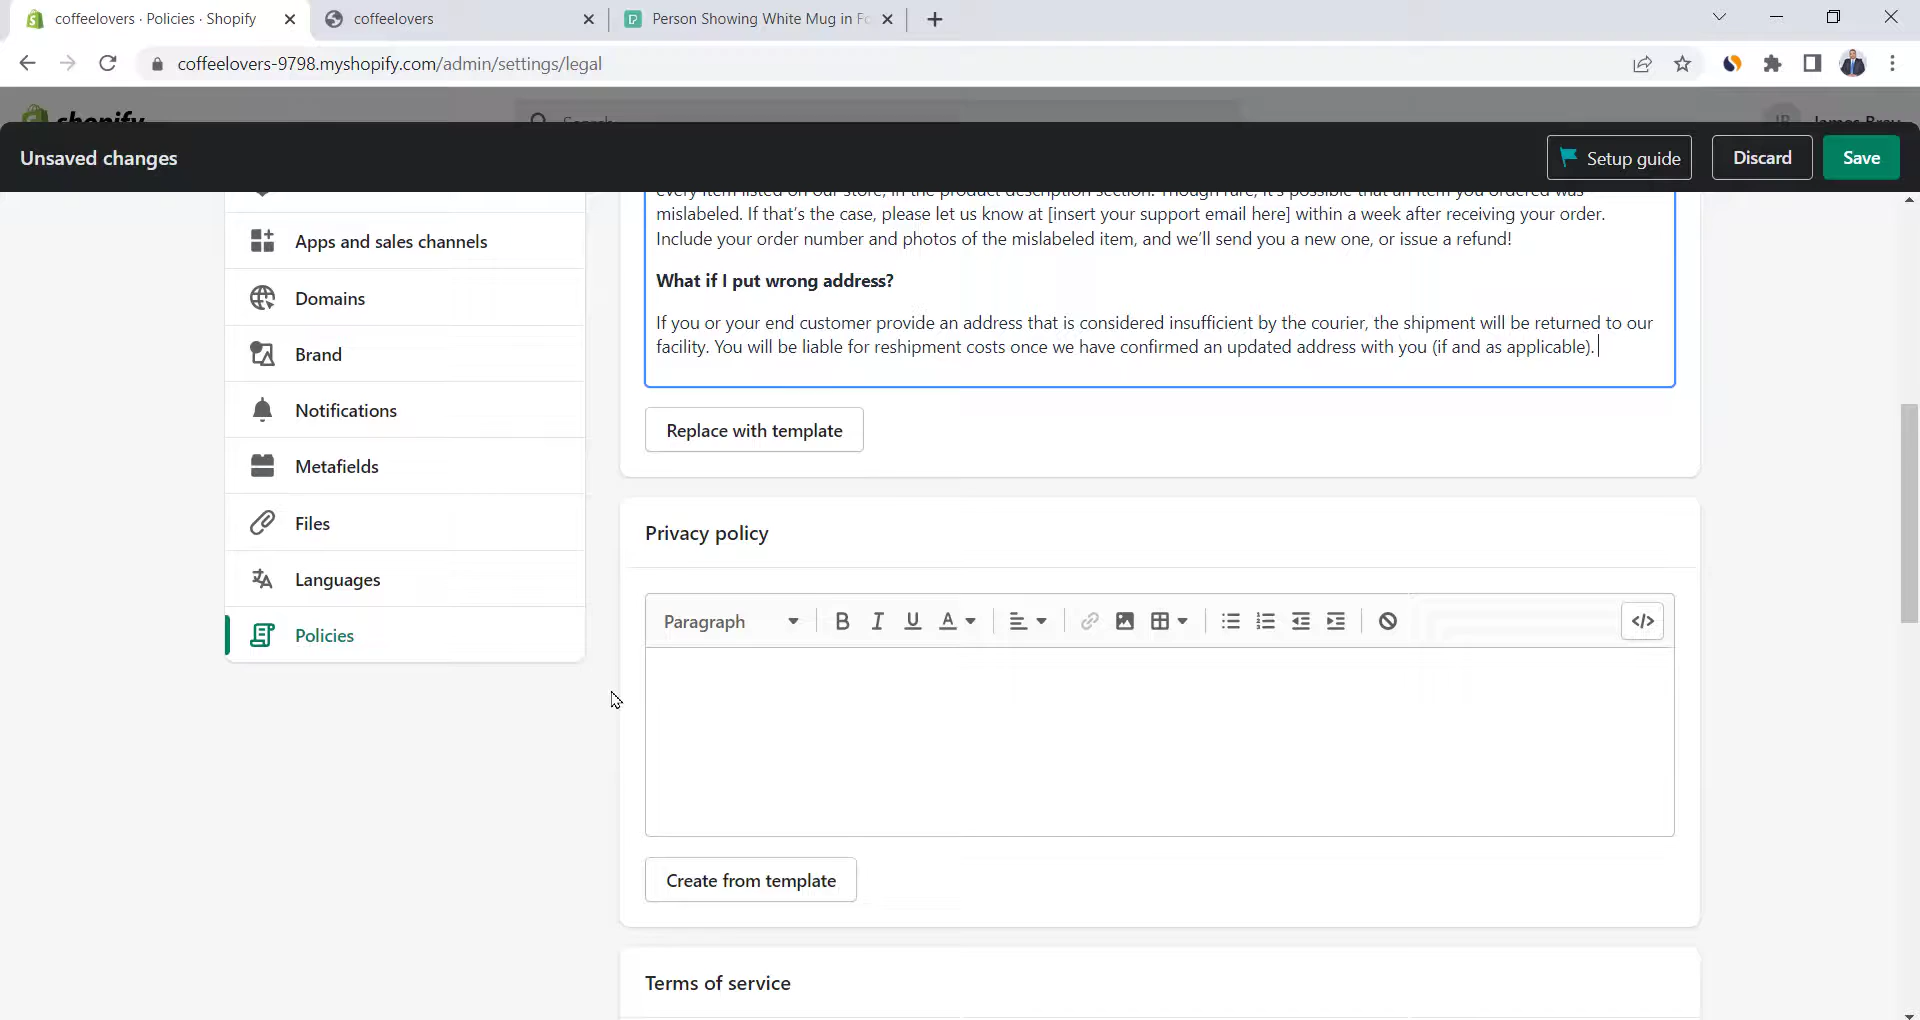 coffeelovers · Policies · Shopify
coffeelovers
Person Showing White Mug in Fo
coffeelovers-9798.myshopify.com/admin/settings/legal
shopify
Search
James Bray
Unsaved changes
Setup guide
Discard
Save
every item listed on our store, in the product description section. Though rare, it's possible that an item you ordered was
mislabeled. If that's the case, please let us know at [insert your support email here] within a week after receiving your order.
Include your order number and photos of the mislabeled item, and we'll send you a new one, or issue a refund!
What if I put wrong address?
If you or your end customer provide an address that is considered insufficient by the courier, the shipment will be returned to our
facility. You will be liable for reshipment costs once we have confirmed an updated address with you (if and as applicable).
Replace with template
Apps and sales channels
Domains
Brand
Notifications
Metafields
Files
Languages
Policies
Privacy policy
Paragraph
B I U A
</>
Create from template
Terms of service